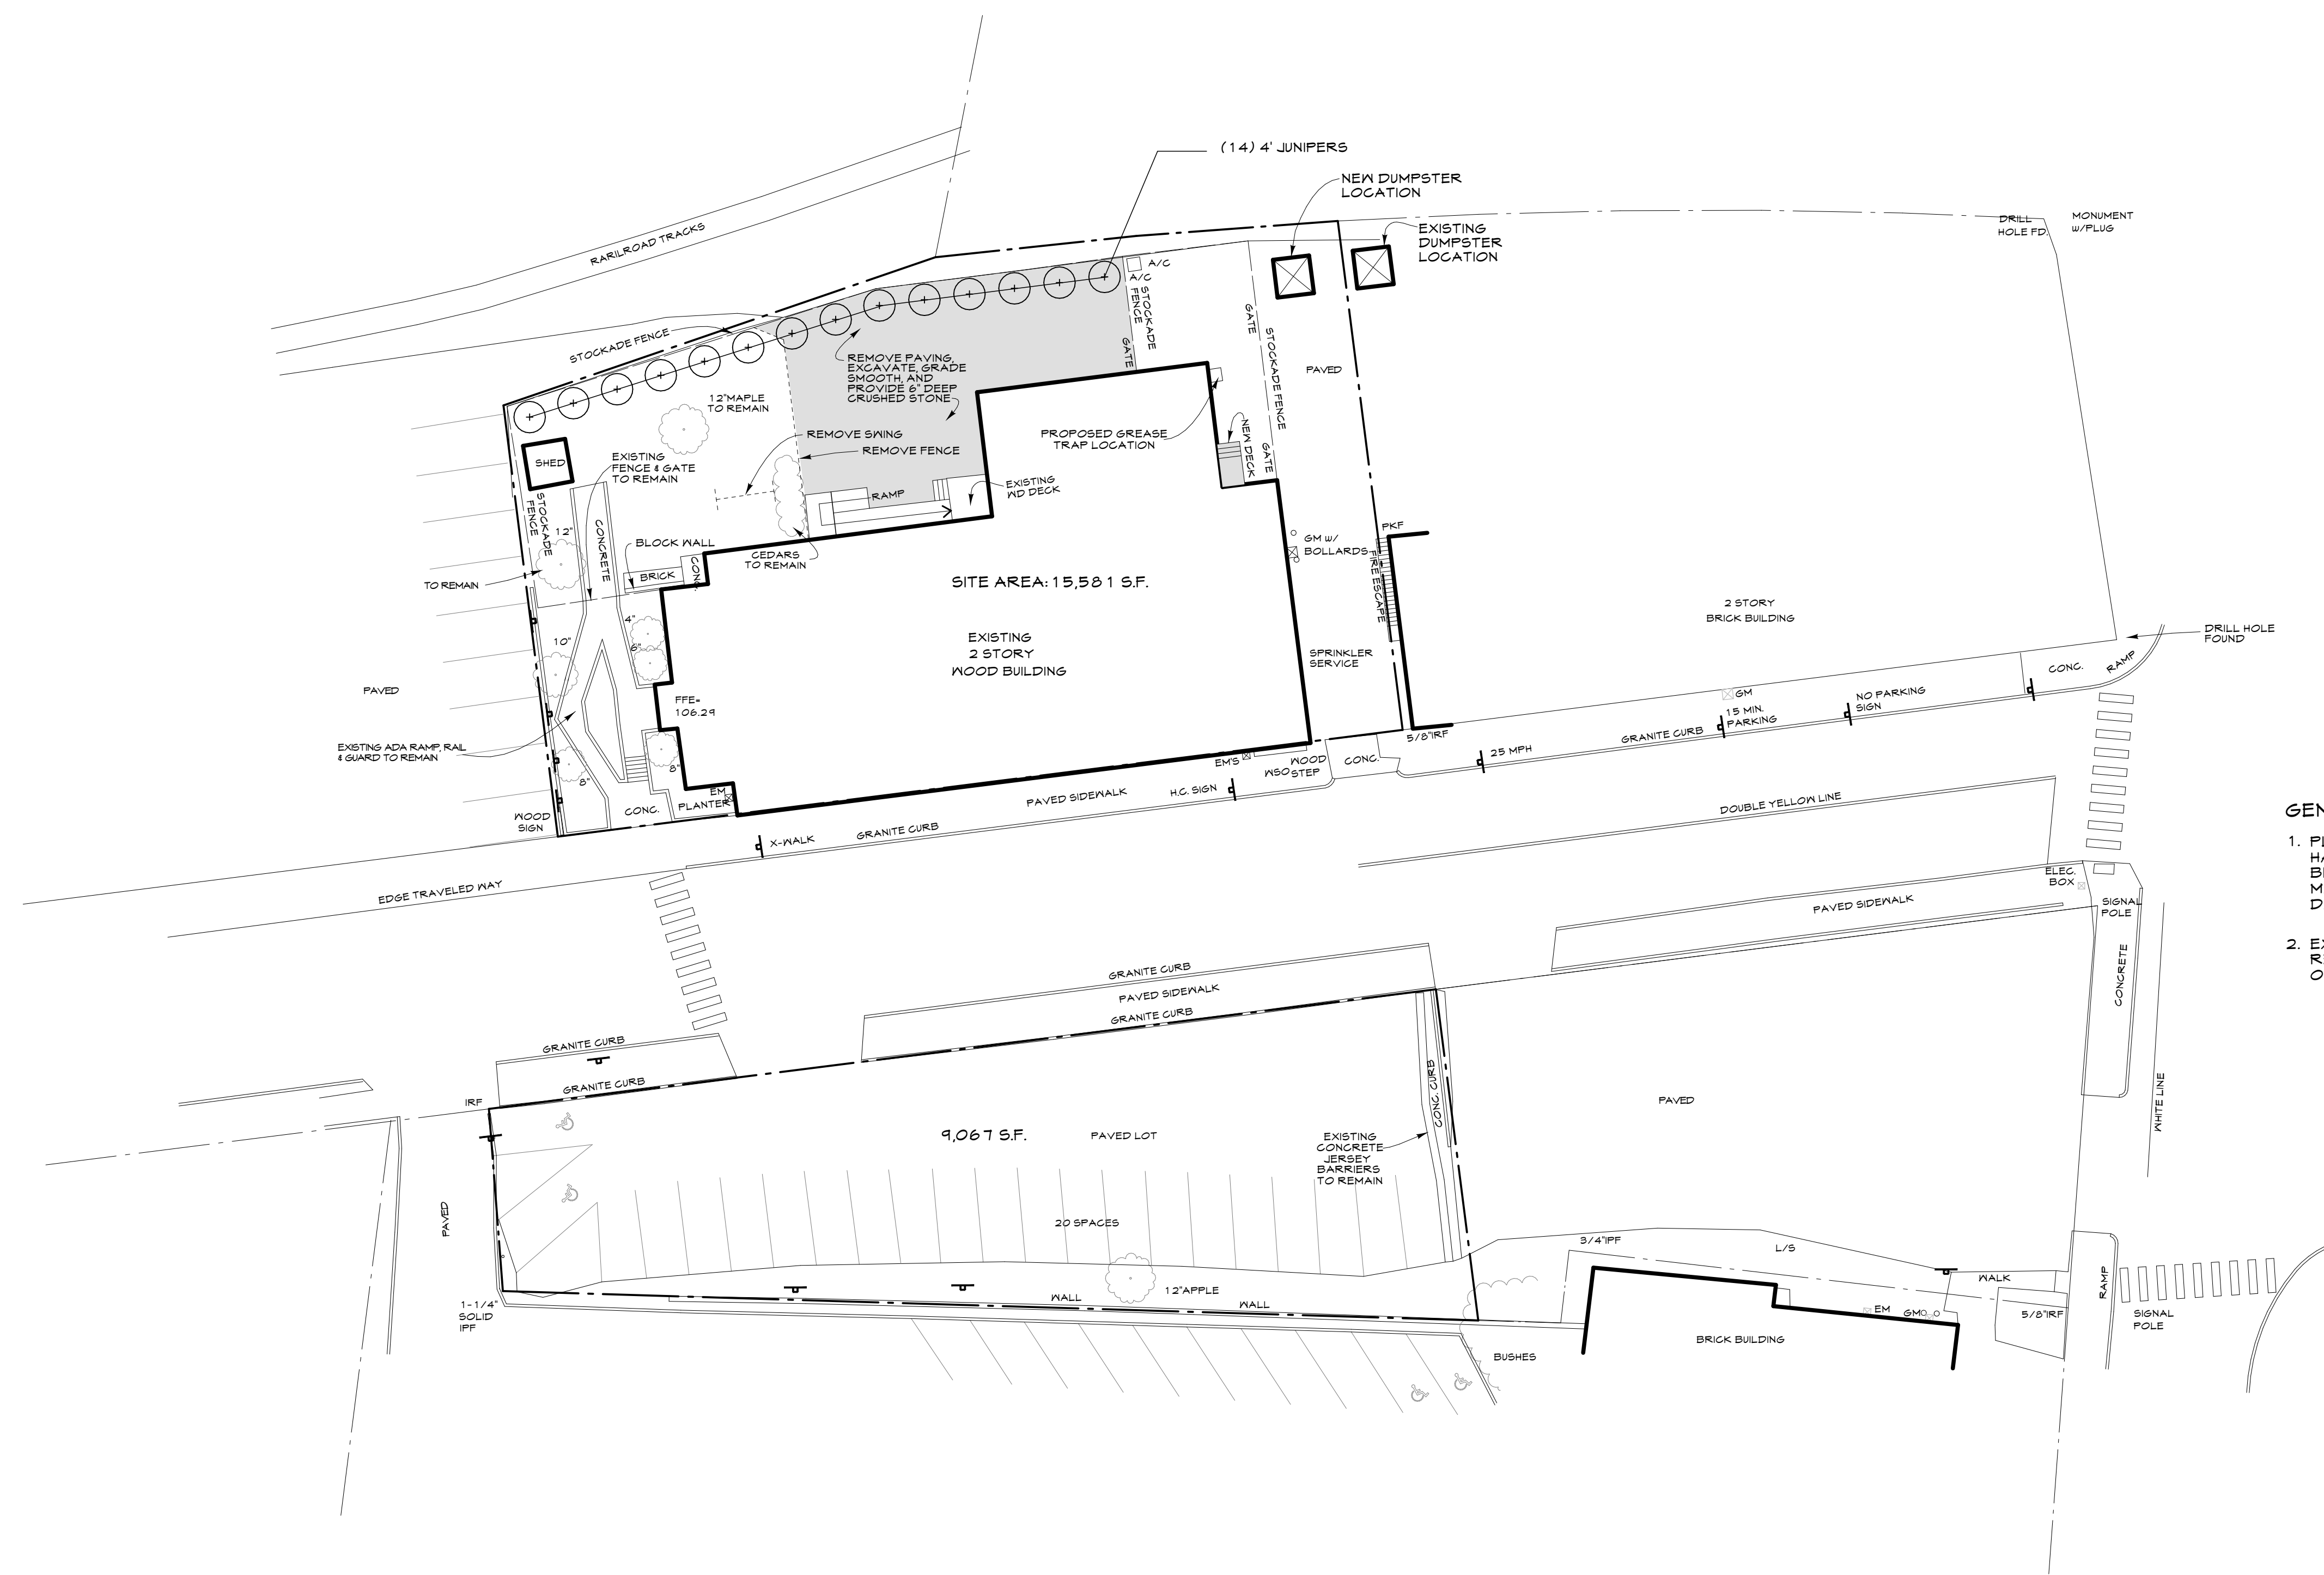 (14) 4' JUNIPERS
NEW DUMPSTER
LOCATION
EXISTING
DUMPSTER
LOCATION
DRILL
HOLE FD.
MONUMENT
w/PLUG
RARILROAD TRACKS
STOCKADE FENCE
A/C
A/C
STOCKADE
FENCE
GATE
GATE
STOCKADE FENCE
GATE
PAVED
REMOVE PAVING,
EXCAVATE, GRADE
SMOOTH, AND
PROVIDE 6" DEEP
CRUSHED STONE
12"MAPLE
TO REMAIN
REMOVE SWING
REMOVE FENCE
PROPOSED GREASE
TRAP LOCATION
NEW DECK
SHED
EXISTING
FENCE & GATE
TO REMAIN
RAMP
EXISTING
WD DECK
STOCKADE
FENCE
12"
CONCRETE
BLOCK WALL
BRICK
CONC.
CEDARS
TO REMAIN
TO REMAIN
GM w/
BOLLARDS
PKF
FIRE ESCAPE
SITE AREA: 15,581 S.F.
EXISTING
2 STORY
WOOD BUILDING
2 STORY
BRICK BUILDING
DRILL HOLE
FOUND
4"
6"
10"
SPRINKLER
SERVICE
CONC.
RAMP
PAVED
FFE=
106.29
GM
NO PARKING
SIGN
15 MIN.
PARKING
GRANITE CURB
5/8"IRF
25 MPH
EXISTING ADA RAMP, RAIL
& GUARD TO REMAIN
8"
8"
EM'S
WOOD
STEP
WSO
CONC.
EM
PLANTER
CONC.
WOOD
SIGN
PAVED SIDEWALK
H.C. SIGN
X-WALK
GRANITE CURB
DOUBLE YELLOW LINE
GEN
1. PL
2. EX
EDGE TRAVELED WAY
ELEC.
BOX
SIGNAL
POLE
PAVED SIDEWALK
CONCRETE
GRANITE CURB
PAVED SIDEWALK
GRANITE CURB
GRANITE CURB
GRANITE CURB
IRF
CONC. CURB
PAVED
WHITE LINE
9,067 S.F.
PAVED LOT
EXISTING
CONCRETE
JERSEY
BARRIERS
TO REMAIN
PAVED
20 SPACES
3/4"IPF
L/S
WALK
RAMP
12"APPLE
WALL
WALL
1-1/4"
SOLID
IPF
EM
GM
5/8"IRF
SIGNAL
POLE
BRICK BUILDING
BUSHES